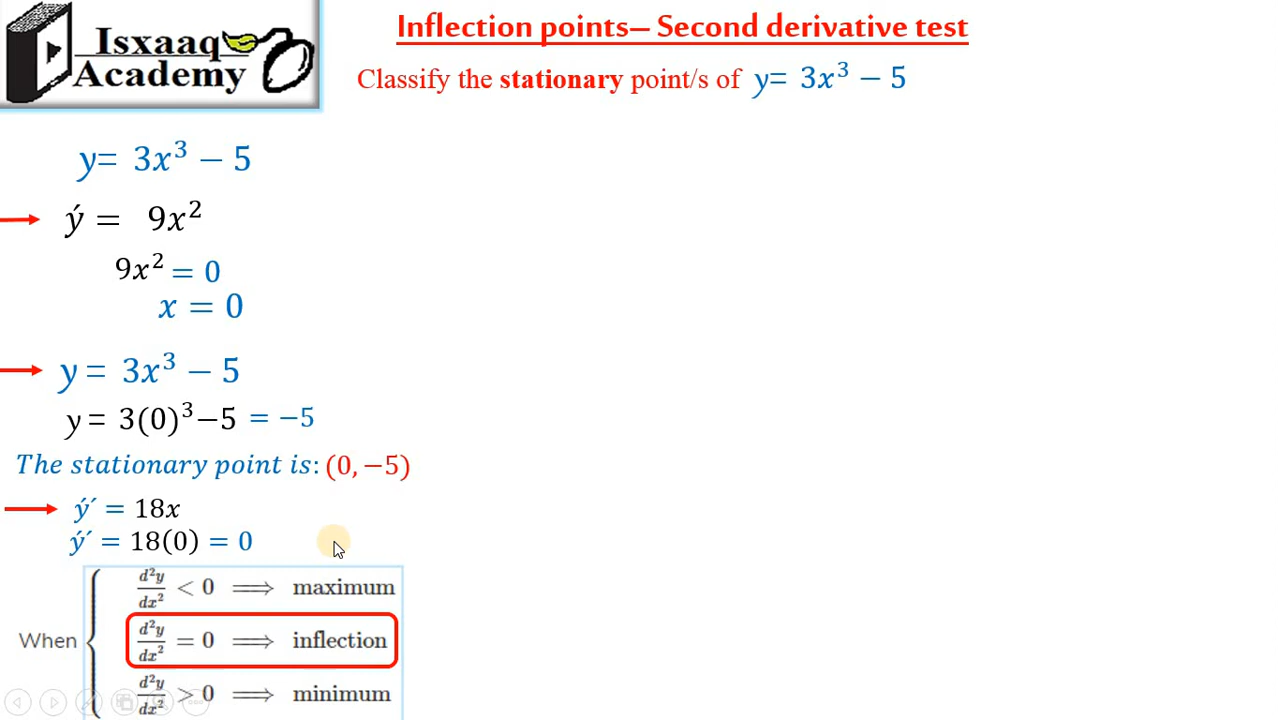 Isxaaq
Academy
Inflection points– Second derivative test
Classify the stationary point/s of y= 3x³ − 5
y= 3x³ − 5
ý = 9x²
9x² = 0
x = 0
y = 3x³ − 5
y = 3(0)³−5 = −5
The stationary point is: (0, −5)
ý´ = 18x
ý´ = 18(0) = 0
d²y/dx² < 0 ⟹ maximum
When { d²y/dx² = 0 ⟹ inflection
d²y/dx² > 0 ⟹ minimum